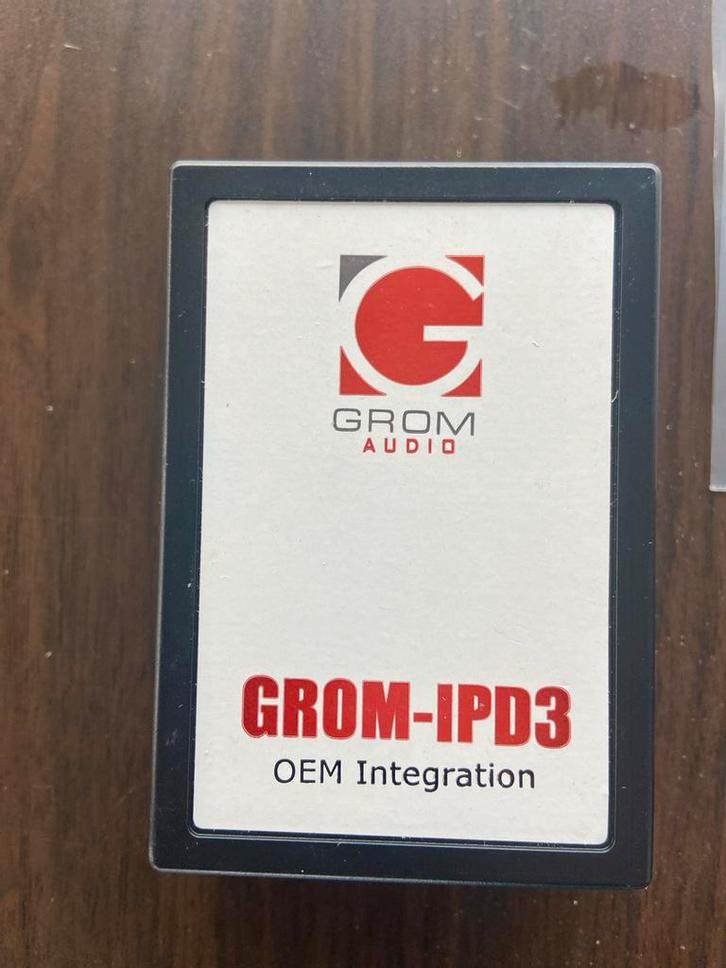 GROM
AUDIO
GROM-IPD3
OEM Integration